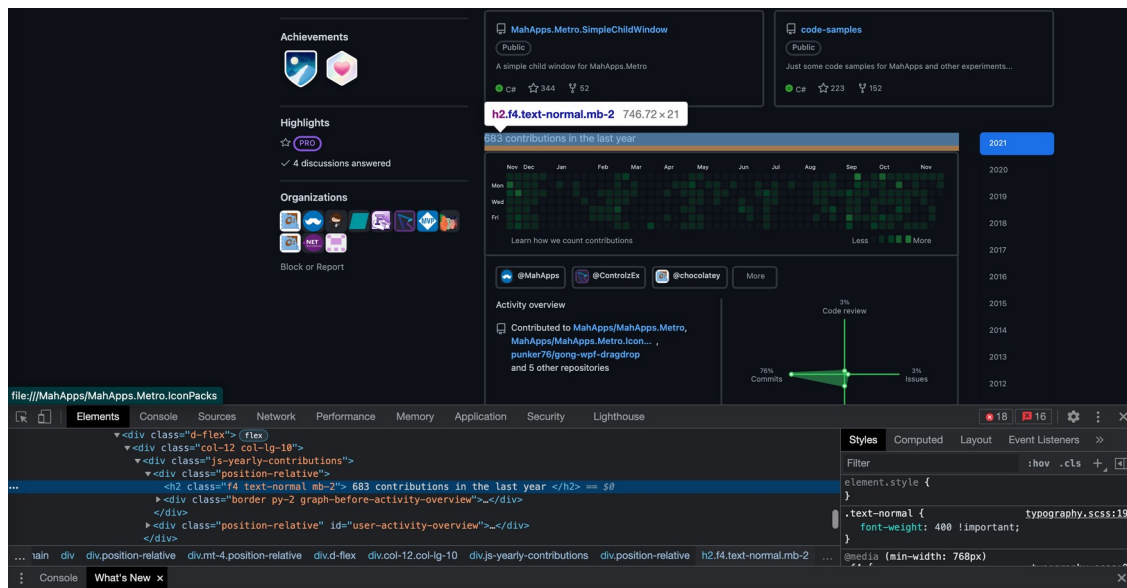 Achievements
Highlights
PRO
4 discussions answered
Organizations
.NET
MVP
Block or Report
MahApps.Metro.SimpleChildWindow
Public
A simple child window for MahApps.Metro
C# 344 52
code-samples
Public
Just some code samples for MahApps and other experiments...
C# 223 152
h2.f4.text-normal.mb-2 746.72 × 21
683 contributions in the last year
Nov Dec Jan Feb Mar Apr May Jun Jul Aug Sep Oct Nov
Mon
Wed
Fri
Learn how we count contributions
Less More
@MahApps @ControlzEx @chocolatey More
Activity overview
Contributed to MahApps/MahApps.Metro,
MahApps/MahApps.Metro.Icon... ,
punker76/gong-wpf-dragdrop
and 5 other repositories
3%
Code review
76%
Commits
3%
Issues
2021
2020
2019
2018
2017
2016
2015
2014
2013
2012
file:///MahApps/MahApps.Metro.IconPacks
Elements Console Sources Network Performance Memory Application Security Lighthouse 18 16
▼<div class="d-flex"> flex
▼<div class="col-12 col-lg-10">
▼<div class="js-yearly-contributions">
▼<div class="position-relative">
... <h2 class="f4 text-normal mb-2"> 683 contributions in the last year </h2> == $0
▶<div class="border py-2 graph-before-activity-overview">…</div>
</div>
▶<div class="position-relative" id="user-activity-overview">…</div>
</div>
... div div.position-relative div.mt-4.position-relative div.d-flex div.col-12.col-lg-10 div.js-yearly-contributions div.position-relative h2.f4.text-normal.mb-2 ...
Styles Computed Layout Event Listeners »
Filter :hov .cls +
element.style {
}
.text-normal { typography.scss:19
font-weight: 400 !important;
}
@media (min-width: 768px)
Console What's New ×